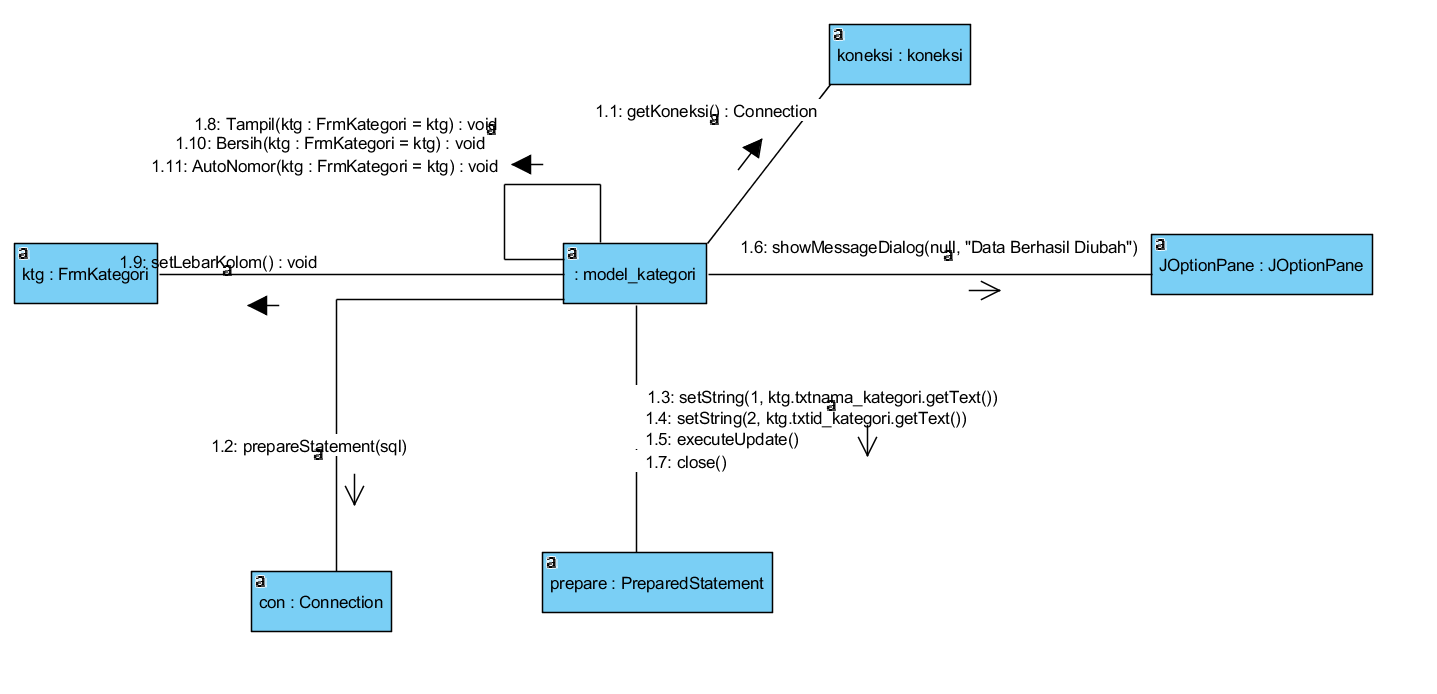 koneksi : koneksi
1.1: getKoneksi() : Connection
1.8: Tampil(ktg : FrmKategori = ktg) : void
1.10: Bersih(ktg : FrmKategori = ktg) : void
1.11: AutoNomor(ktg : FrmKategori = ktg) : void
ktg : FrmKategori
1.9: setLebarKolom() : void
: model_kategori
1.6: showMessageDialog(null, "Data Berhasil Diubah")
JOptionPane : JOptionPane
1.3: setString(1, ktg.txtnama_kategori.getText())
1.4: setString(2, ktg.txtid_kategori.getText())
1.5: executeUpdate()
1.7: close()
1.2: prepareStatement(sql)
prepare : PreparedStatement
con : Connection